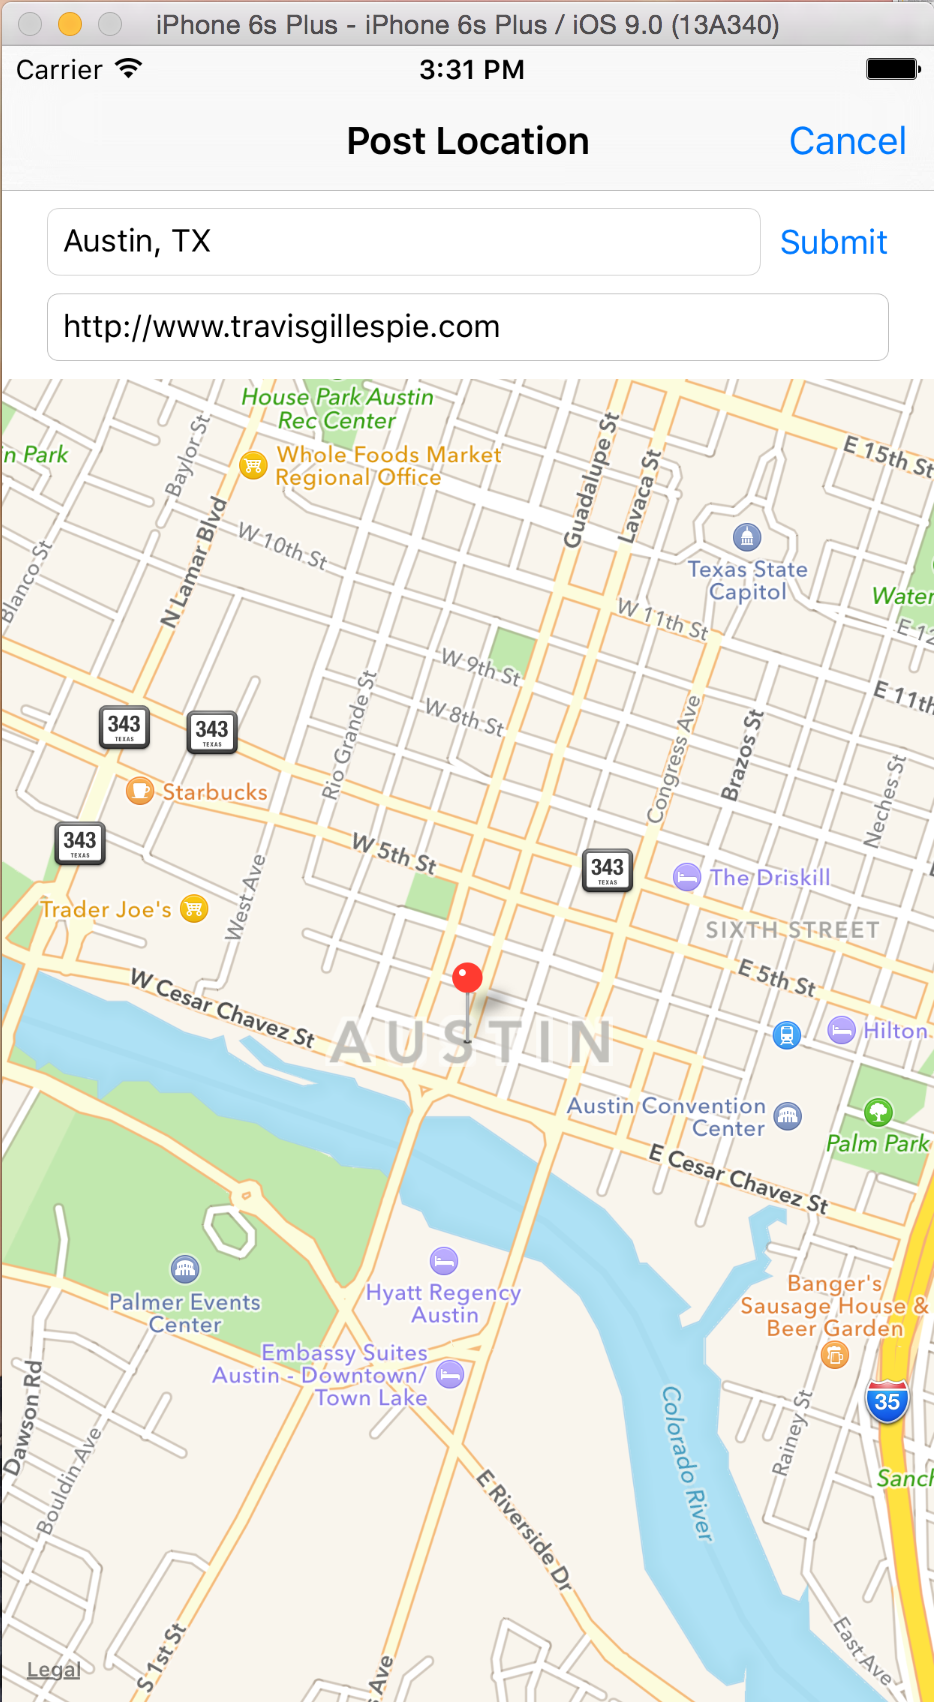 iPhone 6s Plus - iPhone 6s Plus / iOS 9.0 (13A340)
Carrier
3:31 PM
Post Location
Cancel
Austin, TX
Submit
http://www.travisgillespie.com
House Park Austin
Rec Center
n Park
Baylor St
Whole Foods Market
Regional Office
Guadalupe St
Lavaca St
E 15th St
Blanco St
N Lamar Blvd
W 10th St
Texas State
Capitol
Water
W 11th St
E 12
W 9th St
E 11th
Rio Grande St
W 8th St
Congress Ave
Brazos St
343
TEXAS
343
TEXAS
Neches St
Starbucks
343
TEXAS
W 5th St
343
TEXAS
The Driskill
West Ave
Trader Joe's
SIXTH STREET
W Cesar Chavez St
E 5th St
AUSTIN
Hilton
Austin Convention
Center
Palm Park
E Cesar Chavez St
Palmer Events
Center
Hyatt Regency
Austin
Banger's
Sausage House &
Beer Garden
Embassy Suites
Austin - Downtown/
Town Lake
35
Dawson Rd
Bouldin Ave
Colorado River
Rainey St
Sanch
E Riverside Dr
S 1st St
East Ave
Legal
s Ave